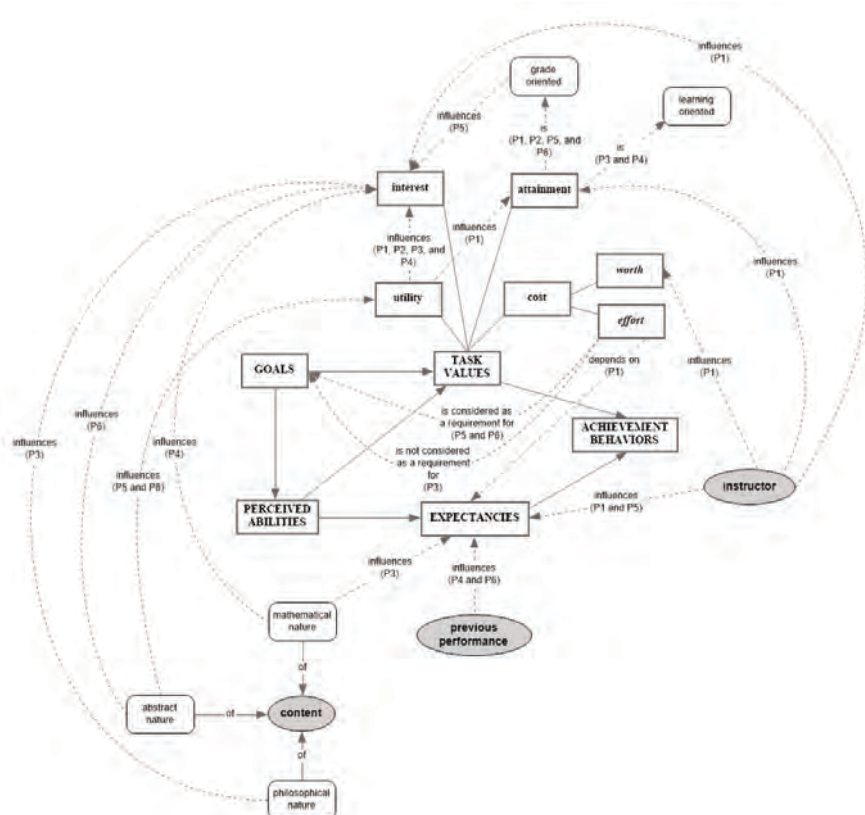 influences
(P1)
grade
oriented
learning
oriented
influences
(P5)
is
(P1, P2, P5, and
P6)
is
(P3 and P4)
interest
attainment
influences
(P1, P2, P3, and
P4)
influences
(P1)
influences
(P1)
worth
utility
cost
effort
depends on
(P1)
influences
(P1)
GOALS
TASK
VALUES
is considered as
a requirement for
(P5 and P6)
ACHIEVEMENT
BEHAVIORS
influences
(P3)
influences
(P6)
influences
(P4)
is not considered
as a requirement
for
(P3)
influences
(P5 and P6)
instructor
PERCEIVED
ABILITIES
EXPECTANCIES
influences
(P1 and P5)
influences
(P3)
influences
(P4 and P6)
mathematical
nature
previous
performance
of
abstract
nature
of
content
of
philosophical
nature